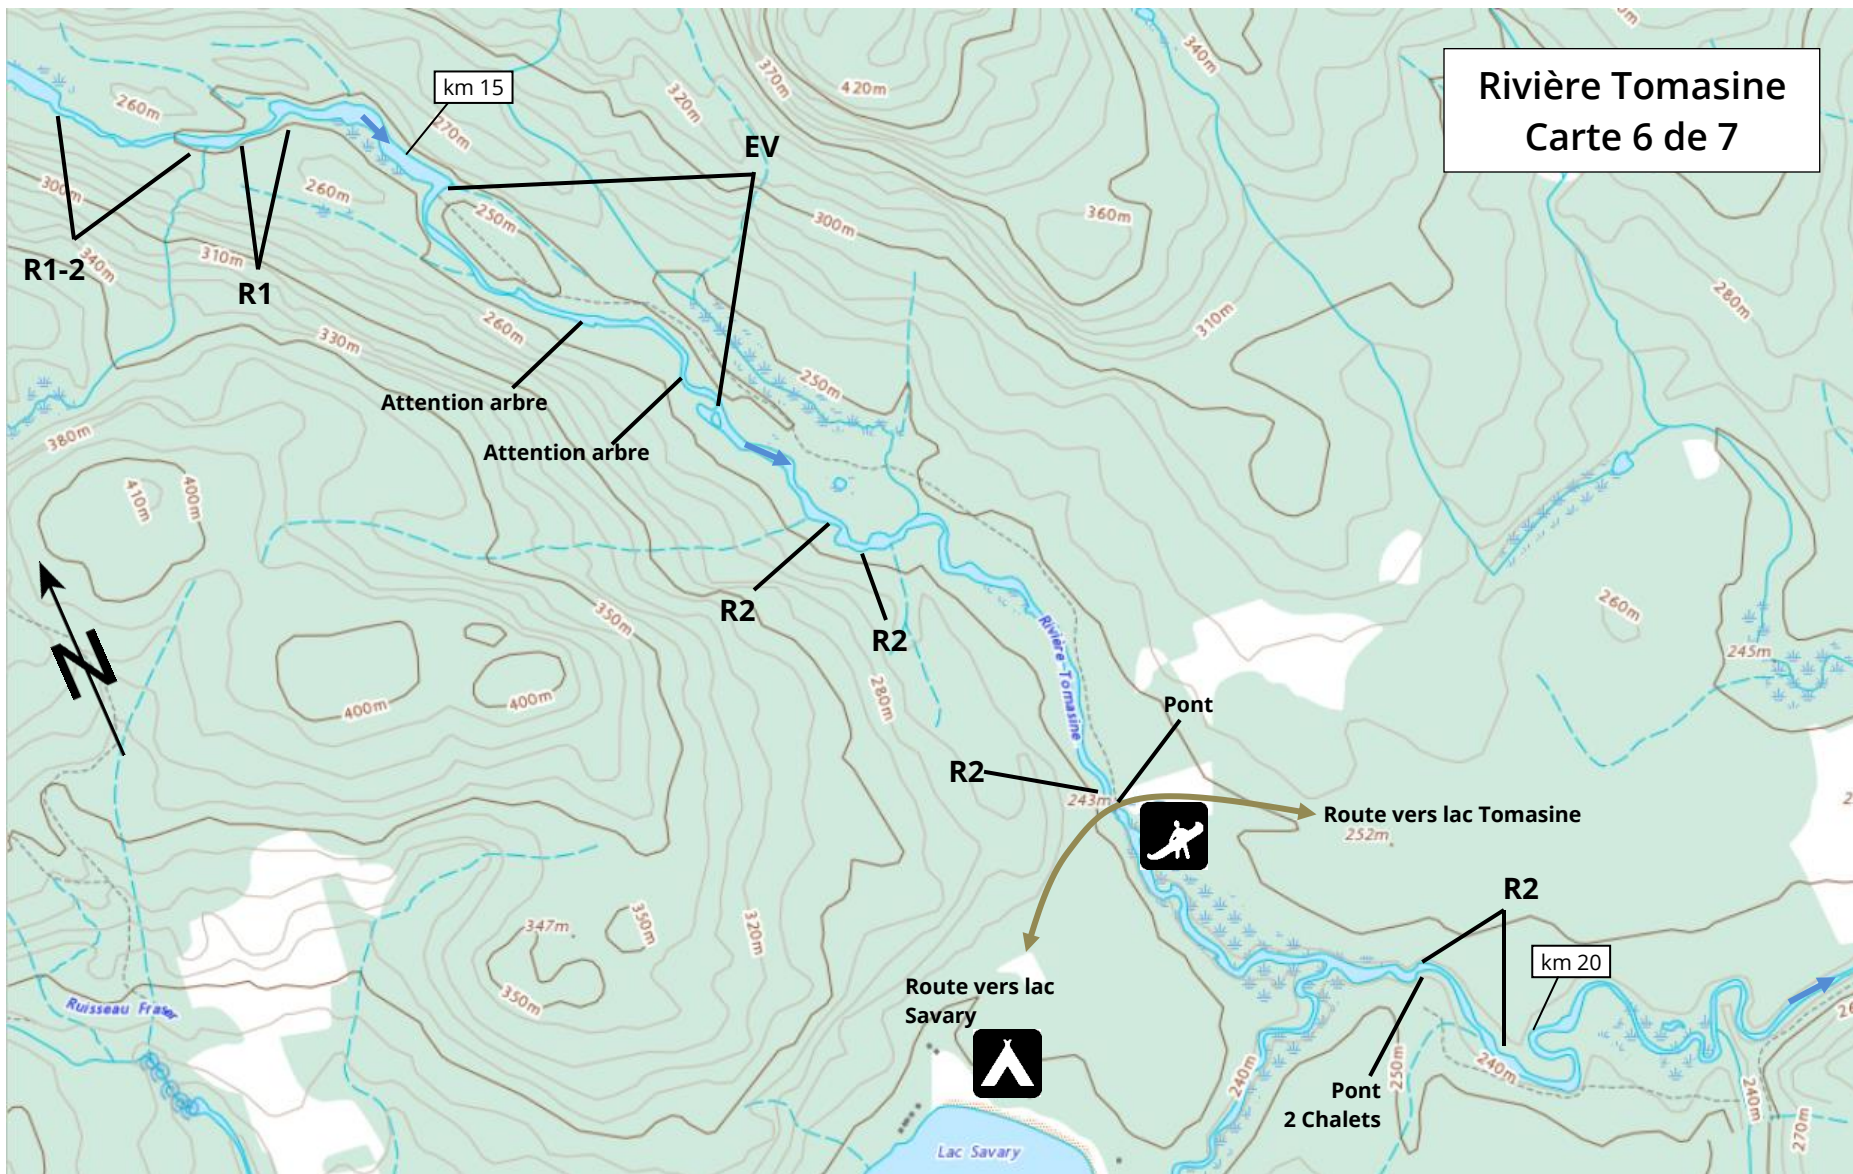 Rivière Tomasine
Carte 6 de 7
km 15
EV
R1-2
R1
Attention arbre
Attention arbre
R2
R2
Rivière-Tomasine
Pont
R2
243m
Route vers lac Tomasine
252m
R2
km 20
Route vers lac
Savary
Pont
2 Chalets
Lac Savary
Ruisseau Fraser
N
260m
270m
320m
370m
420m
340m
300m
340m
310m
260m
250m
300m
360m
330m
260m
250m
310m
280m
380m
410m
400m
350m
400m
400m
280m
260m
245m
347m
350m
350m
320m
240m
250m
240m
240m
270m